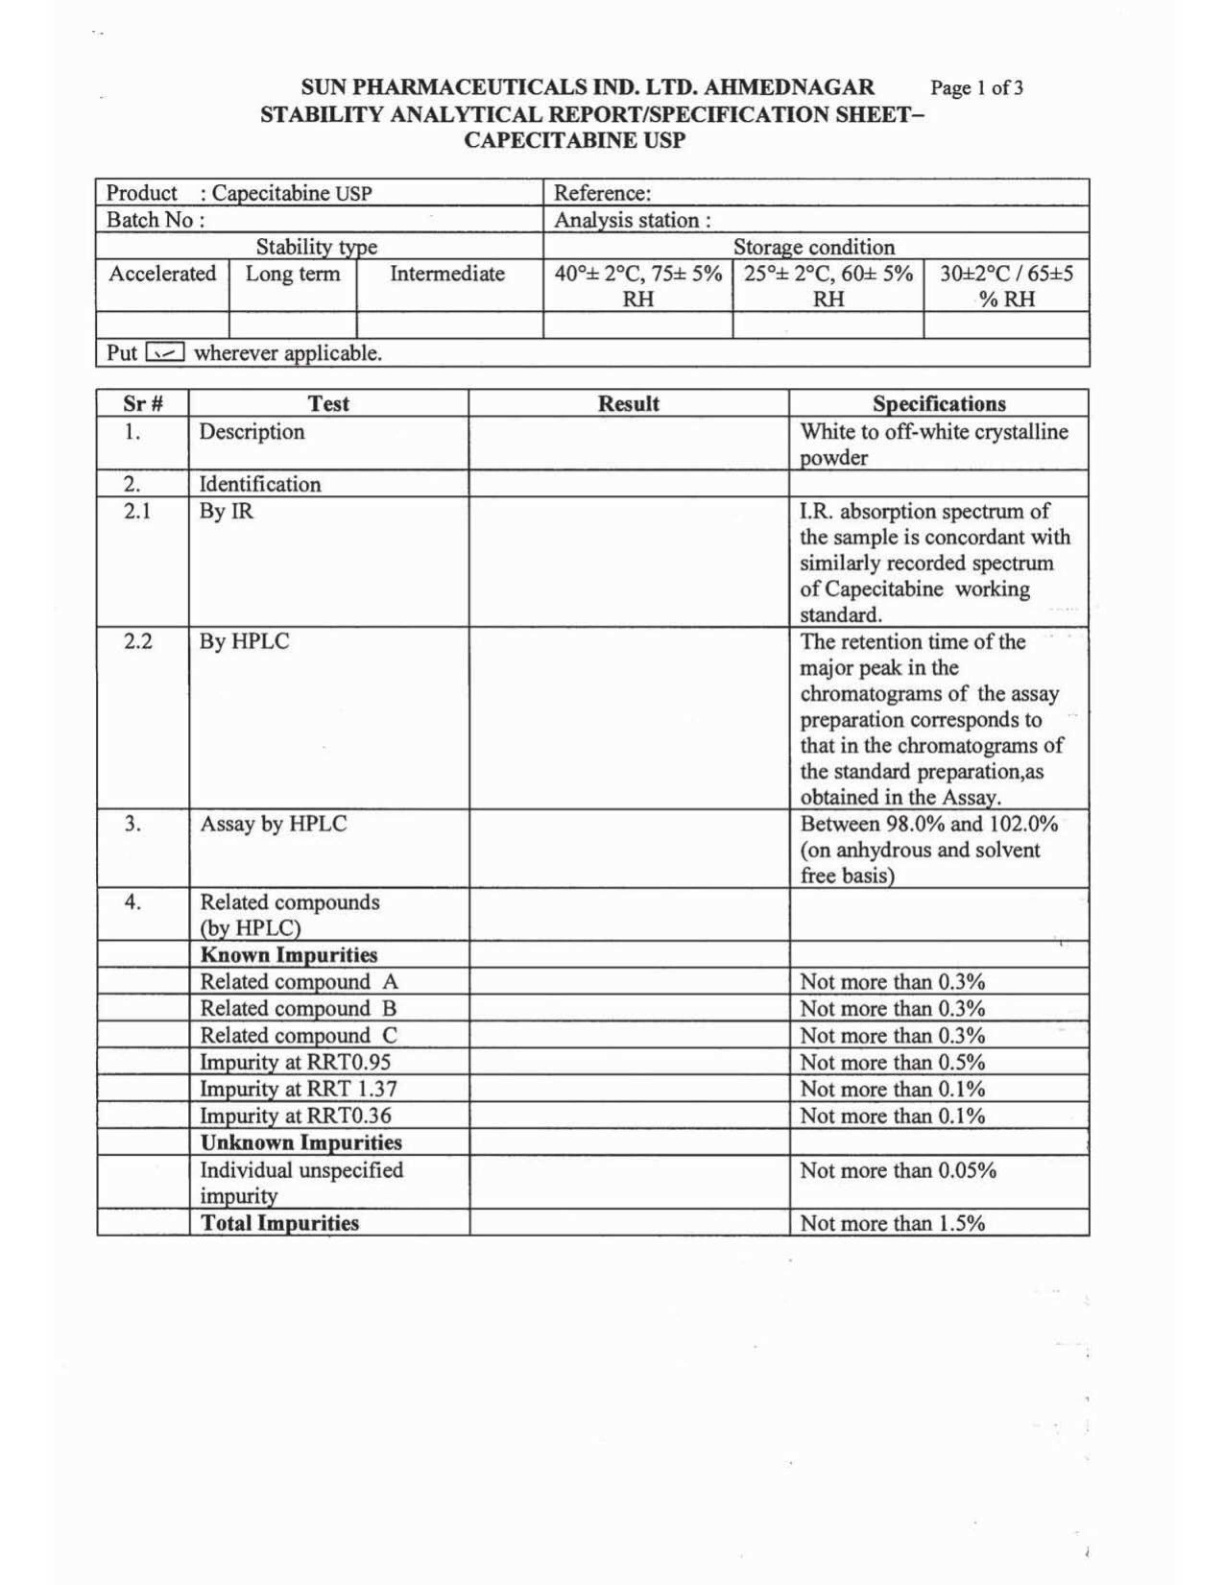 SUN PHARMACEUTICALS IND. LTD. AHMEDNAGAR Page 1 of 3
STABILITY ANALYTICAL REPORT/SPECIFICATION SHEET–
CAPECITABINE USP
Product : Capecitabine USP Reference:
Batch No : Analysis station :
Stability type Storage condition
Accelerated Long term Intermediate 40°± 2°C, 75± 5% 25°± 2°C, 60± 5% 30±2°C / 65±5
RH RH % RH
Put wherever applicable.
Sr # Test Result Specifications
1. Description White to off-white crystalline
powder
2. Identification
2.1 By IR I.R. absorption spectrum of
the sample is concordant with
similarly recorded spectrum
of Capecitabine working
standard.
2.2 By HPLC The retention time of the
major peak in the
chromatograms of the assay
preparation corresponds to
that in the chromatograms of
the standard preparation,as
obtained in the Assay.
3. Assay by HPLC Between 98.0% and 102.0%
(on anhydrous and solvent
free basis)
4. Related compounds
(by HPLC)
Known Impurities
Related compound A Not more than 0.3%
Related compound B Not more than 0.3%
Related compound C Not more than 0.3%
Impurity at RRT0.95 Not more than 0.5%
Impurity at RRT 1.37 Not more than 0.1%
Impurity at RRT0.36 Not more than 0.1%
Unknown Impurities
Individual unspecified Not more than 0.05%
impurity
Total Impurities Not more than 1.5%